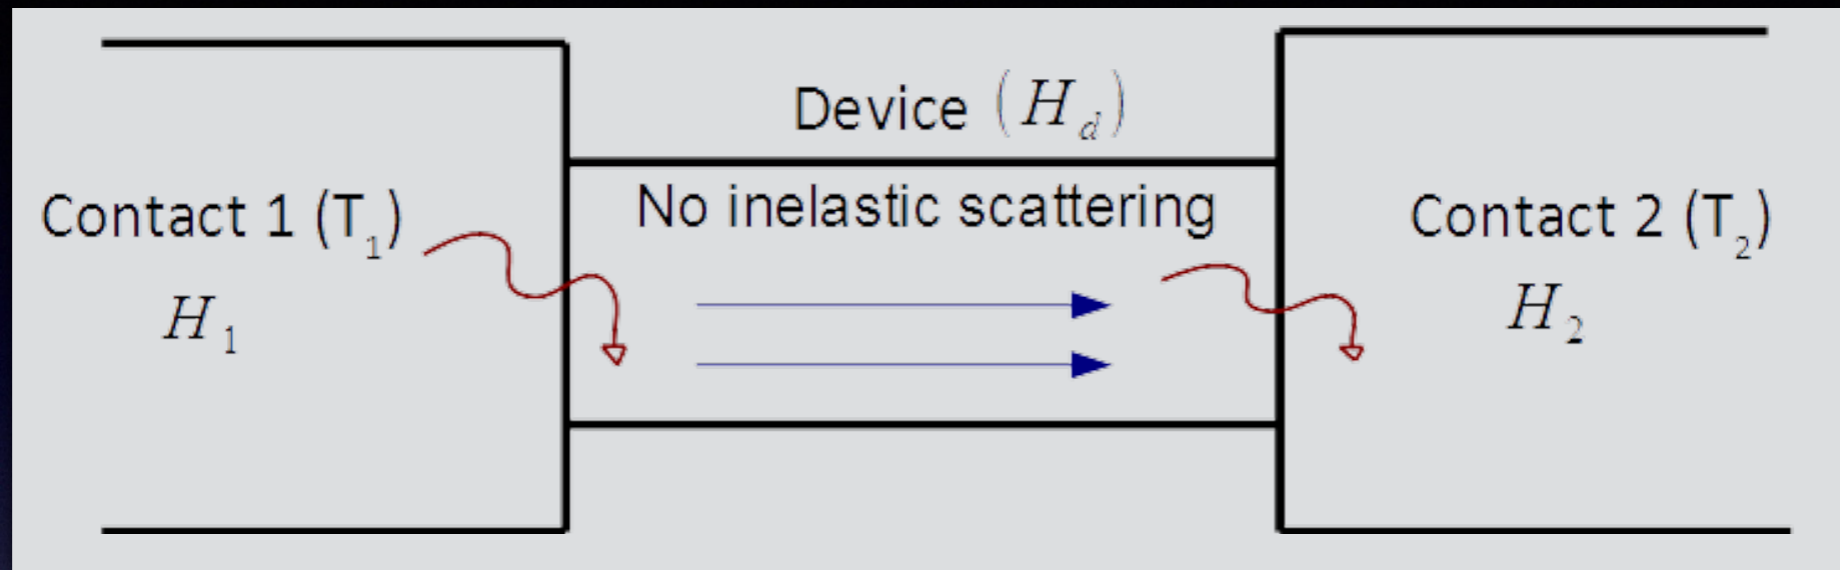 Device (H_d)
No inelastic scattering
Contact 1 (T_1)
H_1
Contact 2 (T_2)
H_2